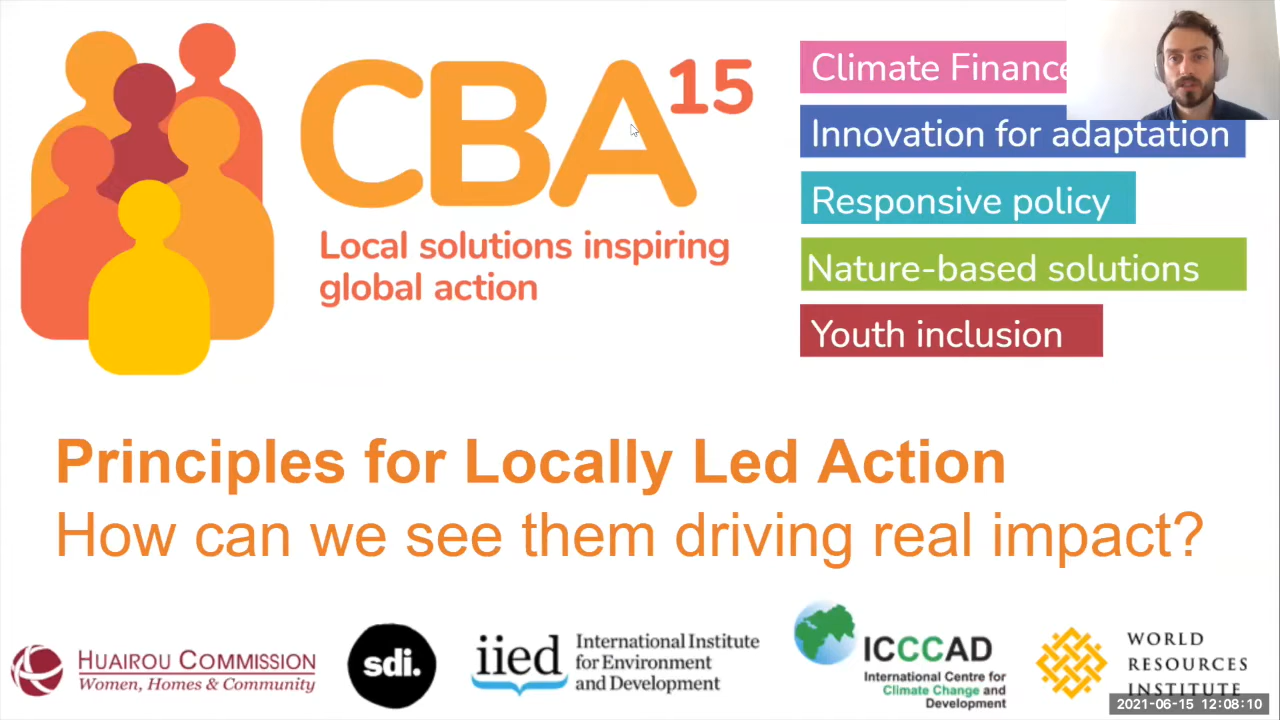 CBA15
Local solutions inspiring
global action
Climate Finance
Innovation for adaptation
Responsive policy
Nature-based solutions
Youth inclusion
Principles for Locally Led Action
How can we see them driving real impact?
HUAIROU COMMISSION
Women, Homes & Community
sdi.
iied
International Institute
for Environment
and Development
ICCCAD
International Centre for
Climate Change and
Development
WORLD
RESOURCES
INSTITUTE
2021-06-15 12:08:10